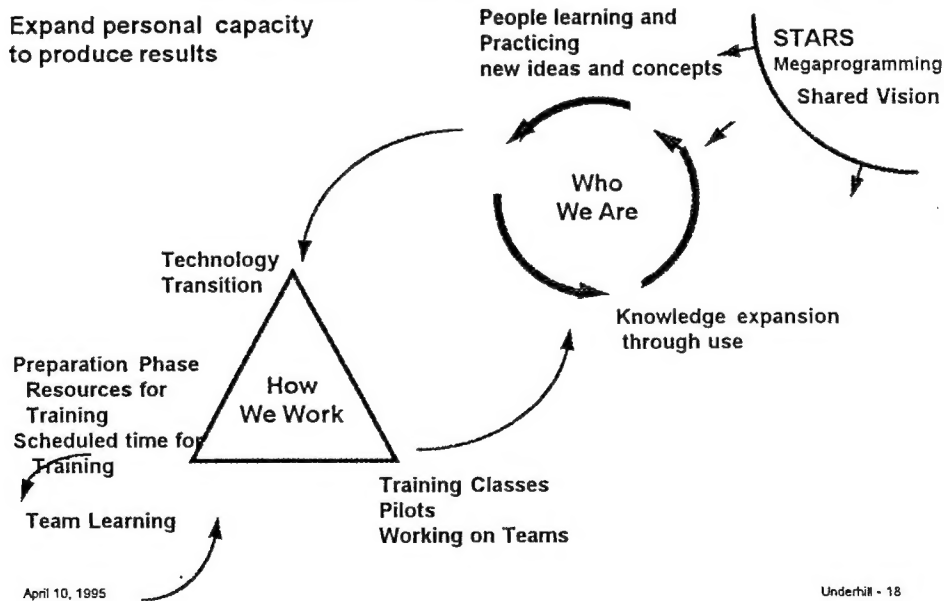 Expand personal capacity
to produce results
People learning and
Practicing
new ideas and concepts
STARS
Megaprogramming
Shared Vision
Who
We Are
Technology
Transition
Knowledge expansion
through use
Preparation Phase
Resources for
Training
Scheduled time for
Training
How
We Work
Training Classes
Pilots
Working on Teams
Team Learning
April 10, 1995
Underhill - 18